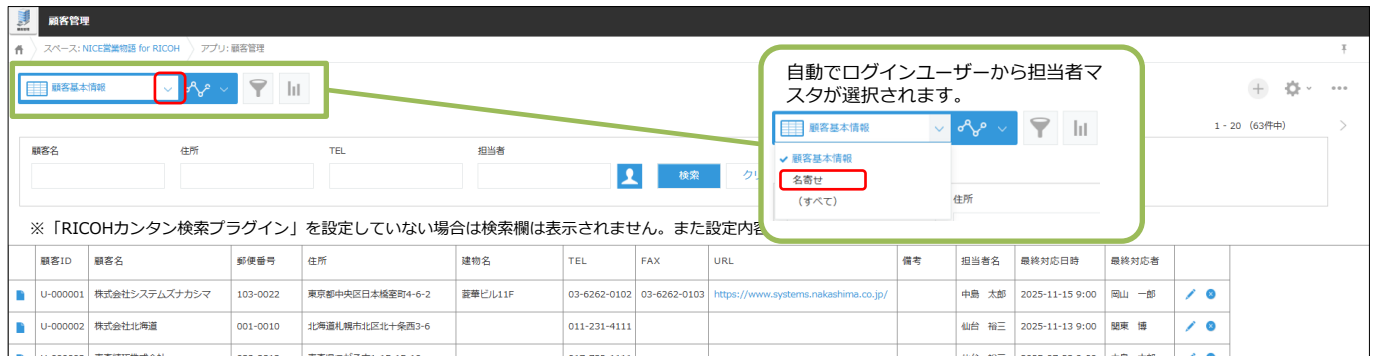 顧客管理
スペース: NICE営業物語 for RICOH
アプリ: 顧客管理
顧客基本情報
1 - 20 (63件中)
顧客名
住所
TEL
担当者
検索
クリ
自動でログインユーザーから担当者マ
スタが選択されます。
顧客基本情報
顧客基本情報
名寄せ
(すべて)
住所
※「RICOHカンタン検索プラグイン」を設定していない場合は検索欄は表示されません。また設定内容
顧客ID 顧客名 郵便番号 住所 建物名 TEL FAX URL 備考 担当者名 最終対応日時 最終対応者
U-000001 株式会社システムズナカシマ 103-0022 東京都中央区日本橋室町4-6-2 菱華ビル11F 03-6262-0102 03-6262-0103 https://www.systems.nakashima.co.jp/ 中島 太郎 2025-11-15 9:00 岡山 一郎
U-000002 株式会社北海道 001-0010 北海道札幌市北区北十条西3-6 011-231-4111 仙台 裕三 2025-11-13 9:00 関東 博